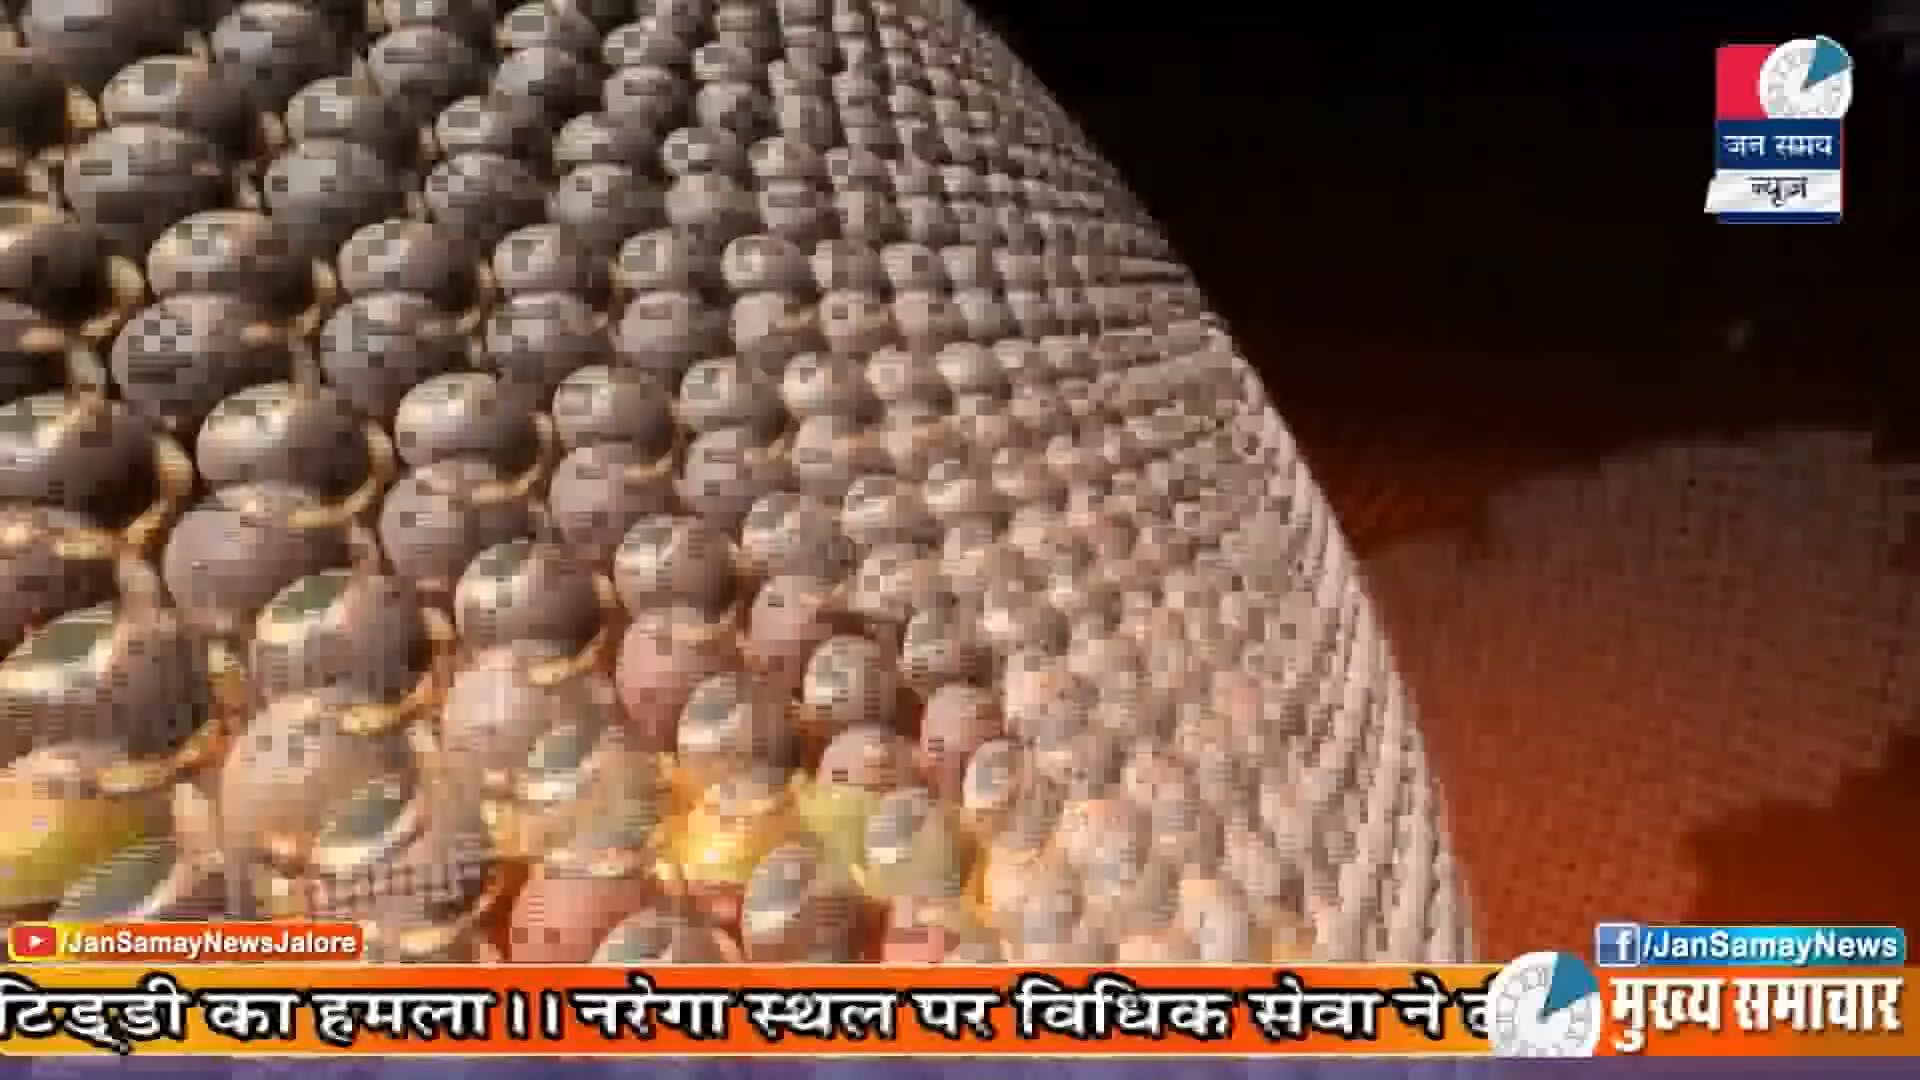 जन समय
न्यूज़
/JanSamayNewsJalore
/JanSamayNews
टिड्डी का हमला।। नरेगा स्थल पर विधिक सेवा ने
मुख्य समाचार